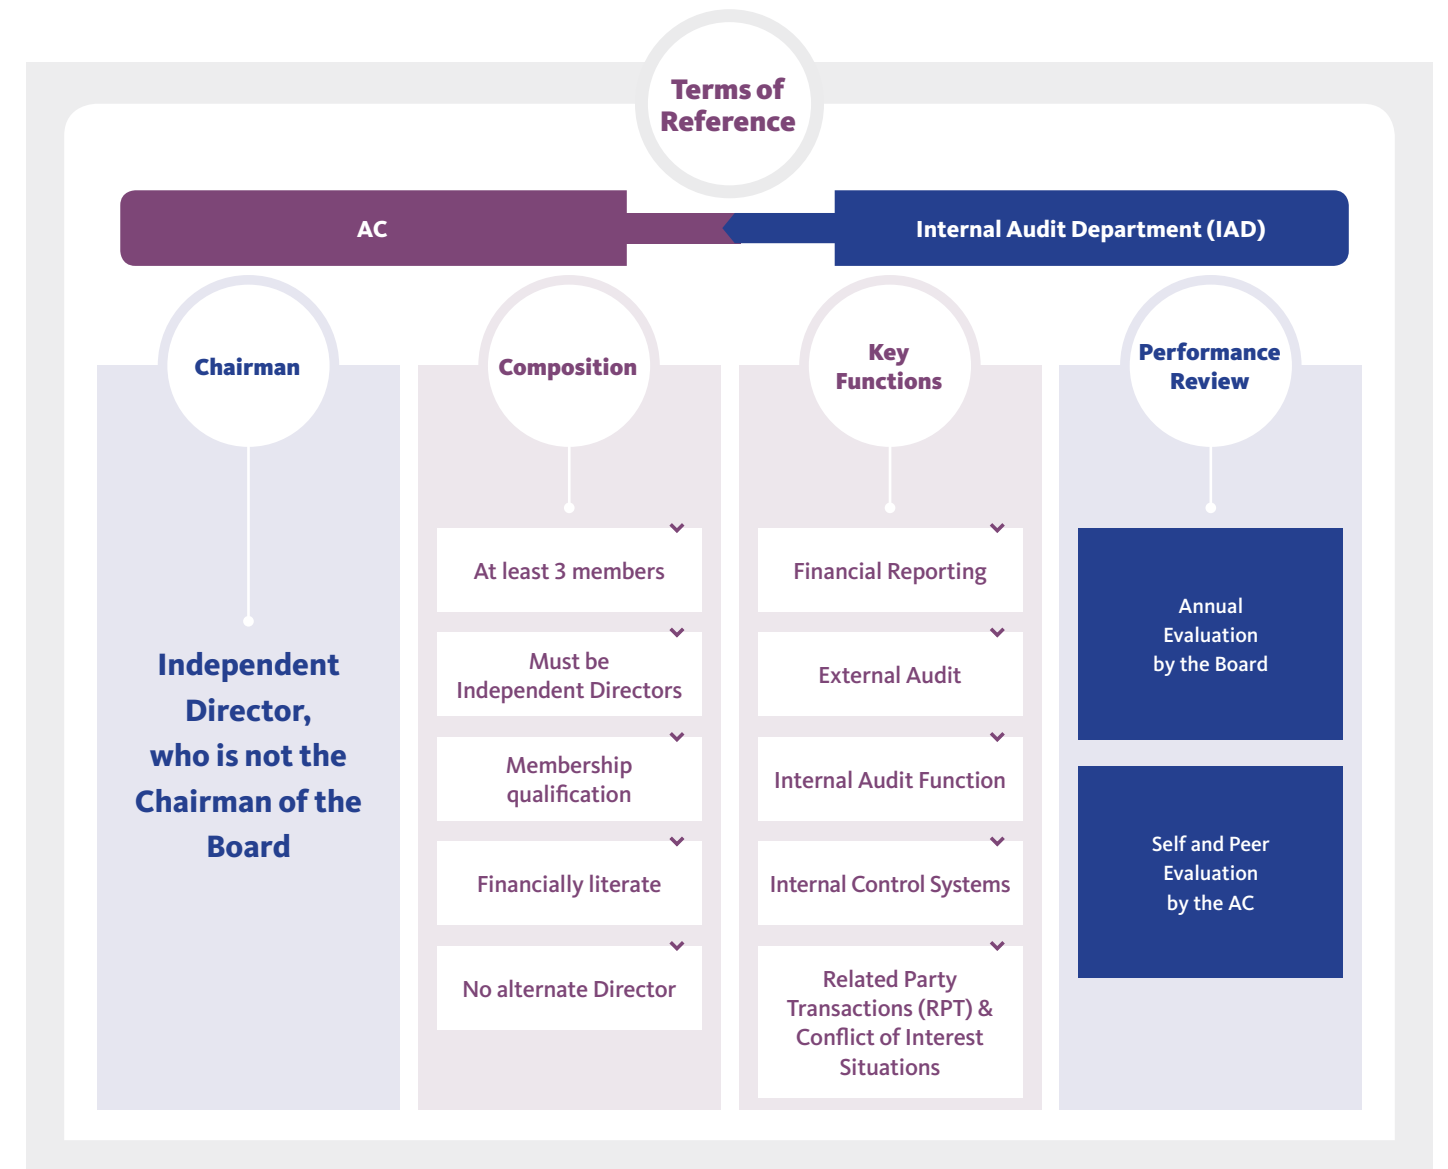 Terms of
Reference
AC
Internal Audit Department (IAD)
Chairman
Independent
Director,
who is not the
Chairman of the
Board
Composition
At least 3 members
Must be
Independent Directors
Membership
qualification
Financially literate
No alternate Director
Key
Functions
Financial Reporting
External Audit
Internal Audit Function
Internal Control Systems
Related Party
Transactions (RPT) &
Conflict of Interest
Situations
Performance
Review
Annual
Evaluation
by the Board
Self and Peer
Evaluation
by the AC